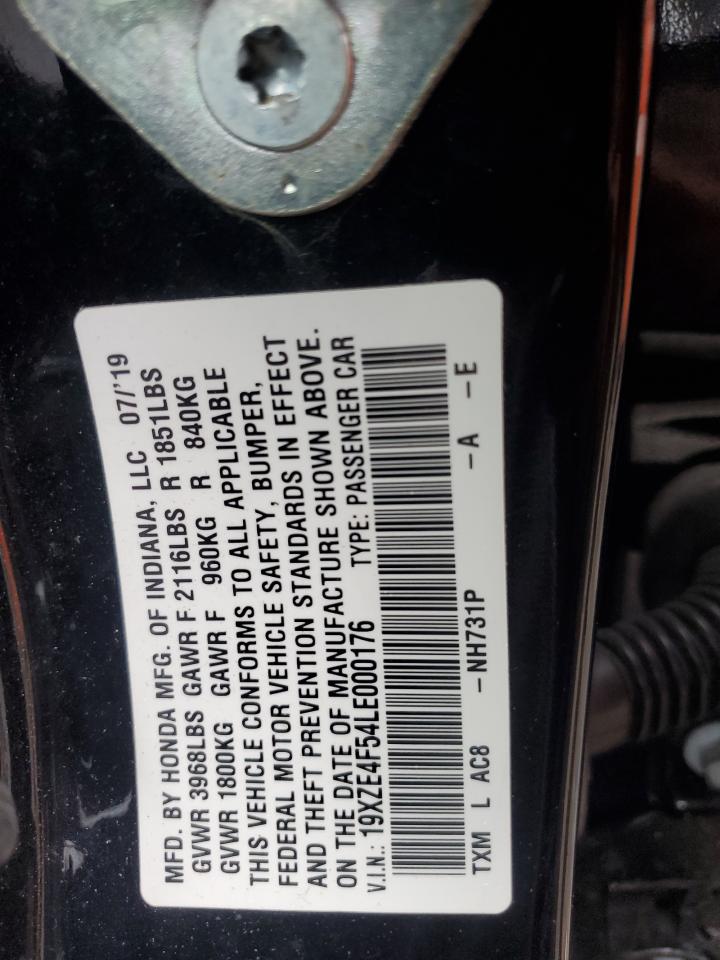 MFD. BY HONDA MFG. OF INDIANA, LLC 07/'19
GVWR 3968LBS GAWR F 2116LBS R 1851LBS
GVWR 1800KG GAWR F 960KG R 840KG
THIS VEHICLE CONFORMS TO ALL APPLICABLE
FEDERAL MOTOR VEHICLE SAFETY, BUMPER,
AND THEFT PREVENTION STANDARDS IN EFFECT
ON THE DATE OF MANUFACTURE SHOWN ABOVE.
V.I.N.: 19XZE4F54LE000176 TYPE: PASSENGER CAR
TXM L AC8 -NH731P -A -E